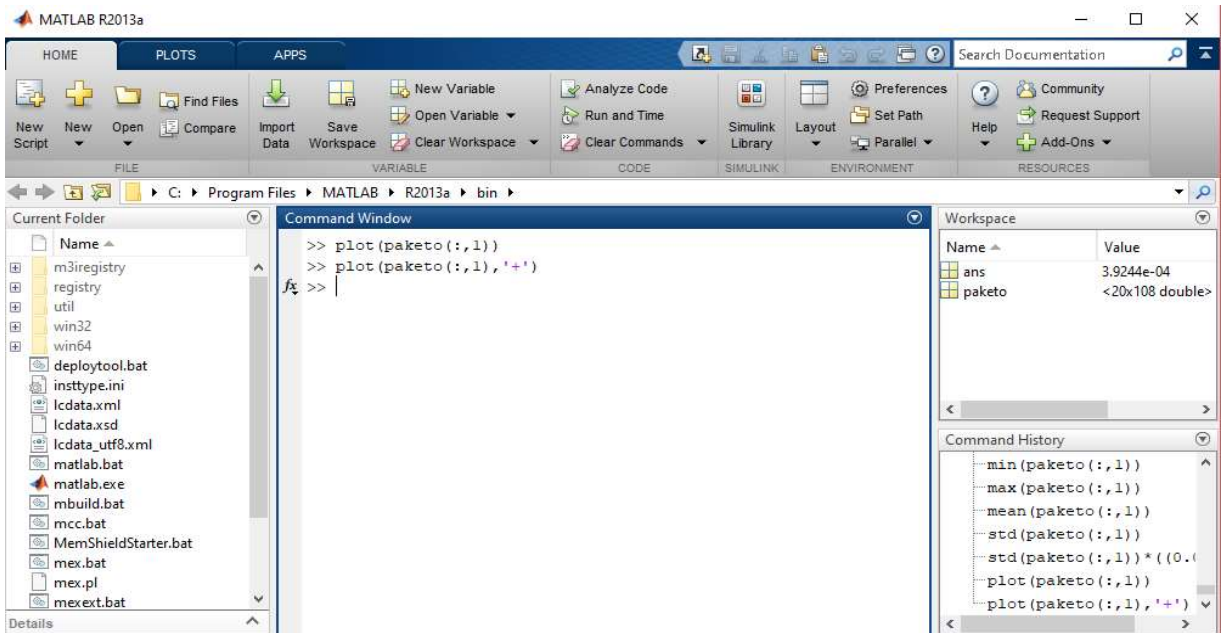 MATLAB R2013a
HOME PLOTS APPS Search Documentation
New Script
New
Open
Find Files
Compare
FILE
Import Data
Save Workspace
New Variable
Open Variable
Clear Workspace
VARIABLE
Analyze Code
Run and Time
Clear Commands
CODE
Simulink Library
SIMULINK
Layout
Preferences
Set Path
Parallel
ENVIRONMENT
Help
Community
Request Support
Add-Ons
RESOURCES
C: Program Files MATLAB R2013a bin
Current Folder
Name
m3iregistry
registry
util
win32
win64
deploytool.bat
insttype.ini
lcdata.xml
lcdata.xsd
lcdata_utf8.xml
matlab.bat
matlab.exe
mbuild.bat
mcc.bat
MemShieldStarter.bat
mex.bat
mex.pl
mexext.bat
Details
Command Window
>> plot(paketo(:,1))
>> plot(paketo(:,1),'+')
fx >>
Workspace
Name Value
ans 3.9244e-04
paketo <20x108 double>
Command History
min(paketo(:,1))
max(paketo(:,1))
mean(paketo(:,1))
std(paketo(:,1))
std(paketo(:,1))*((0.
plot(paketo(:,1))
plot(paketo(:,1),'+')